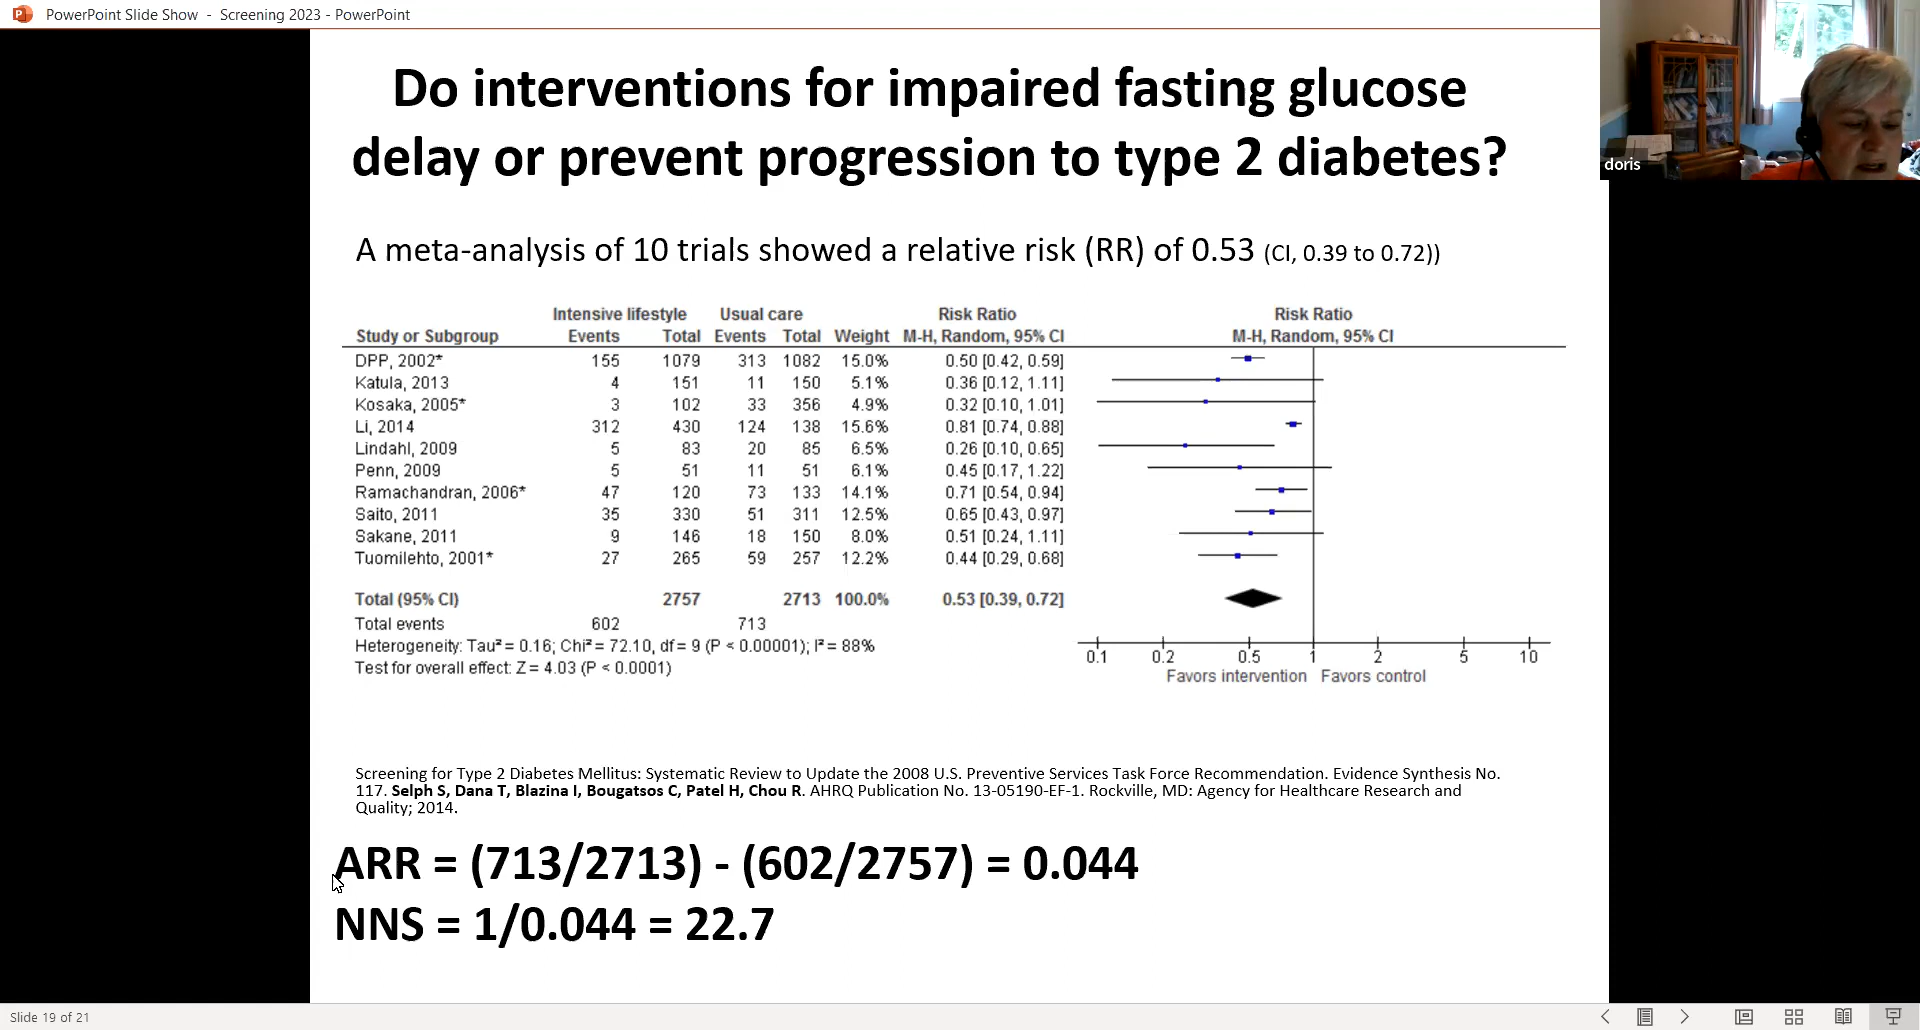 PowerPoint Slide Show - Screening 2023 - PowerPoint
doris
Do interventions for impaired fasting glucose
delay or prevent progression to type 2 diabetes?
A meta-analysis of 10 trials showed a relative risk (RR) of 0.53 (CI, 0.39 to 0.72))
Intensive lifestyle Usual care Risk Ratio Risk Ratio
Study or Subgroup Events Total Events Total Weight M-H, Random, 95% CI M-H, Random, 95% CI
DPP, 2002* 155 1079 313 1082 15.0% 0.50 [0.42, 0.59]
Katula, 2013 4 151 11 150 5.1% 0.36 [0.12, 1.11]
Kosaka, 2005* 3 102 33 356 4.9% 0.32 [0.10, 1.01]
Li, 2014 312 430 124 138 15.6% 0.81 [0.74, 0.88]
Lindahl, 2009 5 83 20 85 6.5% 0.26 [0.10, 0.65]
Penn, 2009 5 51 11 51 6.1% 0.45 [0.17, 1.22]
Ramachandran, 2006* 47 120 73 133 14.1% 0.71 [0.54, 0.94]
Saito, 2011 35 330 51 311 12.5% 0.65 [0.43, 0.97]
Sakane, 2011 9 146 18 150 8.0% 0.51 [0.24, 1.11]
Tuomilehto, 2001* 27 265 59 257 12.2% 0.44 [0.29, 0.68]
Total (95% CI) 2757 2713 100.0% 0.53 [0.39, 0.72]
Total events 602 713
Heterogeneity: Tau² = 0.16; Chi² = 72.10, df = 9 (P < 0.00001); I² = 88%
Test for overall effect: Z = 4.03 (P < 0.0001)
0.1 0.2 0.5 1 2 5 10
Favors intervention Favors control
Screening for Type 2 Diabetes Mellitus: Systematic Review to Update the 2008 U.S. Preventive Services Task Force Recommendation. Evidence Synthesis No.
117. Selph S, Dana T, Blazina I, Bougatsos C, Patel H, Chou R. AHRQ Publication No. 13-05190-EF-1. Rockville, MD: Agency for Healthcare Research and
Quality; 2014.
ARR = (713/2713) - (602/2757) = 0.044
NNS = 1/0.044 = 22.7
Slide 19 of 21